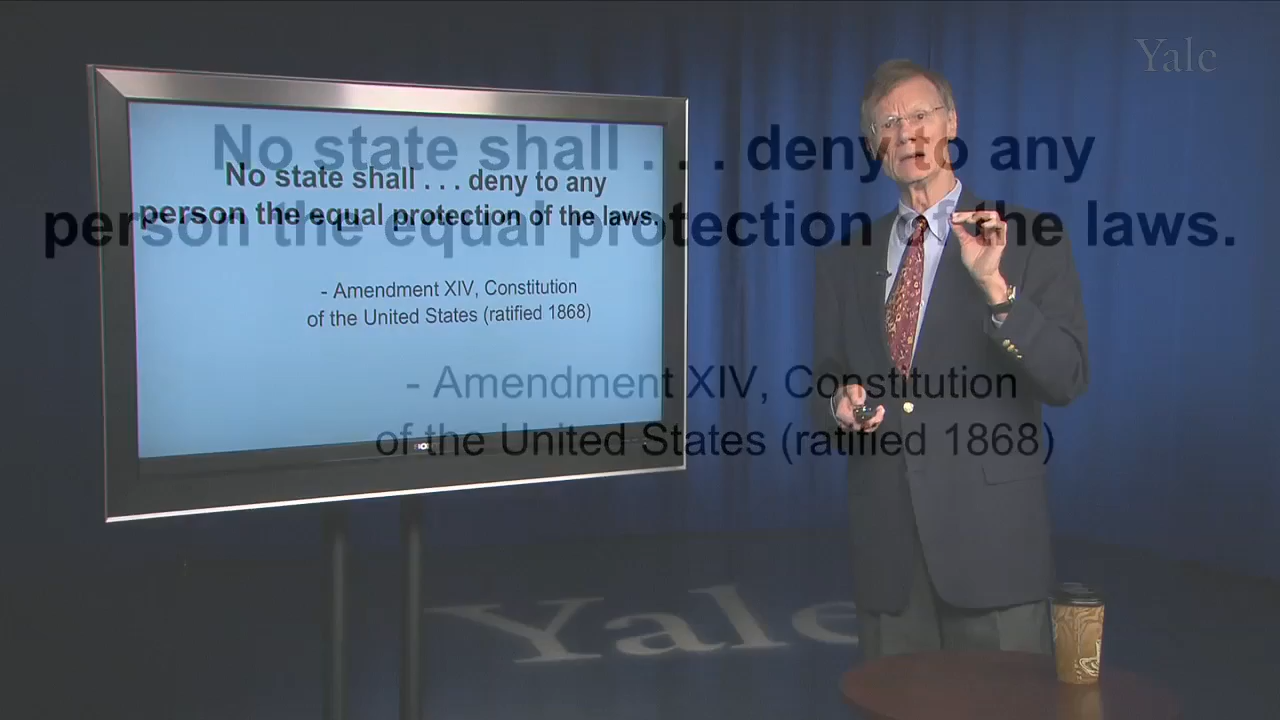 Yale
No state shall . . . deny to any
person the equal protection of the laws.
- Amendment XIV, Constitution
of the United States (ratified 1868)
No state shall . . . deny to any
person the equal protection of the laws.
- Amendment XIV, Constitution
of the United States (ratified 1868)
Yale